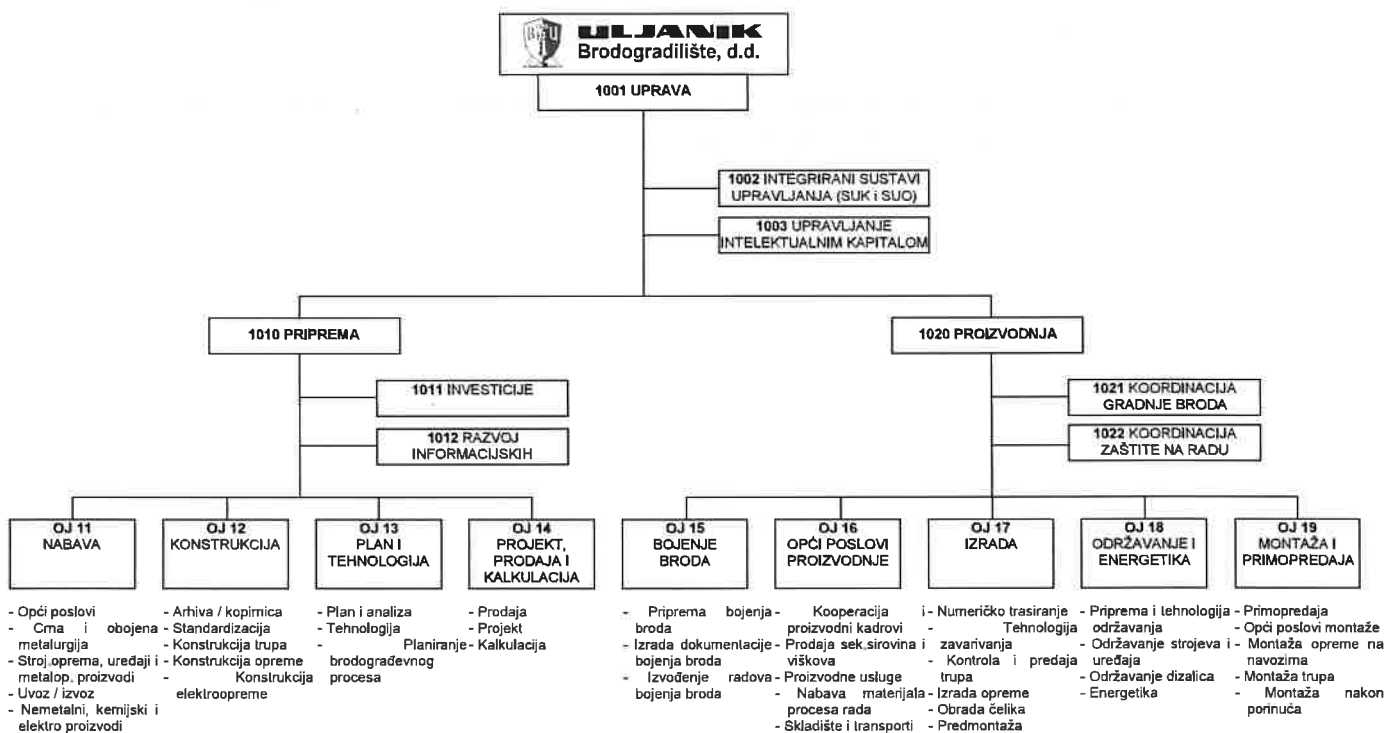 BIU
ULJANIK
Brodogradilište, d.d.
1001 UPRAVA
1002 INTEGRIRANI SUSTAVI
UPRAVLJANJA (SUK i SUO)
1003 UPRAVLJANJE
INTELEKTUALNIM KAPITALOM
1010 PRIPREMA
1020 PROIZVODNJA
1011 INVESTICIJE
1012 RAZVOJ
INFORMACIJSKIH
1021 KOORDINACIJA
GRADNJE BRODA
1022 KOORDINACIJA
ZAŠTITE NA RADU
OJ 11
NABAVA
- Opći poslovi
- Crna i obojena
metalurgija
- Stroj.oprema, uređaji i
metalop. proizvodi
- Uvoz / izvoz
- Nemetalni, kemijski i
elektro proizvodi
OJ 12
KONSTRUKCIJA
- Arhiva / kopirnica
- Standardizacija
- Konstrukcija trupa
- Konstrukcija opreme
- Konstrukcija
elektroopreme
OJ 13
PLAN I
TEHNOLOGIJA
- Plan i analiza
- Tehnologija
- Planiranje
brodograđevnog
procesa
OJ 14
PROJEKT,
PRODAJA I
KALKULACIJA
- Prodaja
- Projekt
- Kalkulacija
OJ 15
BOJENJE
BRODA
- Priprema bojenja
broda
- Izrada dokumentacije
bojenja broda
- Izvođenje radova
bojenja broda
OJ 16
OPĆI POSLOVI
PROIZVODNJE
- Kooperacija i
proizvodni kadrovi
- Prodaja sek.sirovina i
viškova
- Proizvodne usluge
- Nabava materijala
procesa rada
- Skladište i transporti
OJ 17
IZRADA
- Numeričko trasiranje
- Tehnologija
zavarivanja
- Kontrola i predaja
trupa
- Izrada opreme
- Obrada čelika
- Predmontaža
OJ 18
ODRŽAVANJE I
ENERGETIKA
- Priprema i tehnologija
održavanja
- Održavanje strojeva i
uređaja
- Održavanje dizalica
- Energetika
OJ 19
MONTAŽA I
PRIMOPREDAJA
- Primopredaja
- Opći poslovi montaže
- Montaža opreme na
navozima
- Montaža trupa
- Montaža nakon
porinuća